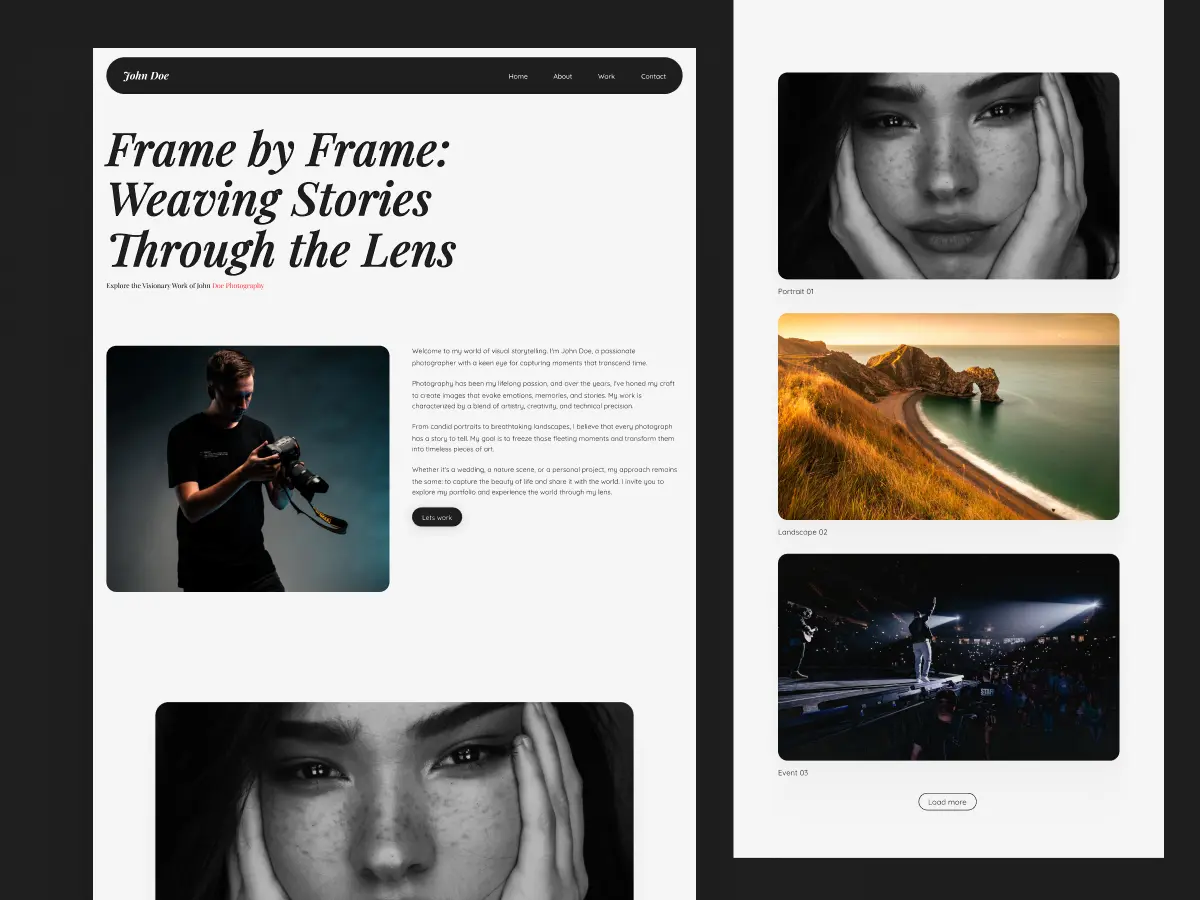 John Doe
Home About Work Contact
Frame by Frame:
Weaving Stories
Through the Lens
Explore the Visionary Work of John Doe Photography
Welcome to my world of visual storytelling. I'm John Doe, a passionate
photographer with a keen eye for capturing moments that transcend time.
Photography has been my lifelong passion, and over the years, I've honed my craft
to create images that evoke emotions, memories, and stories. My work is
characterized by a blend of artistry, creativity, and technical precision.
From candid portraits to breathtaking landscapes, I believe that every photograph
has a story to tell. My goal is to freeze those fleeting moments and transform them
into timeless pieces of art.
Whether it's a wedding, a nature scene, or a personal project, my approach remains
the same: to capture the beauty of life and share it with the world. I invite you to
explore my portfolio and experience the world through my lens.
Lets work
Portrait 01
Landscape 02
STAFF
Event 03
Load more